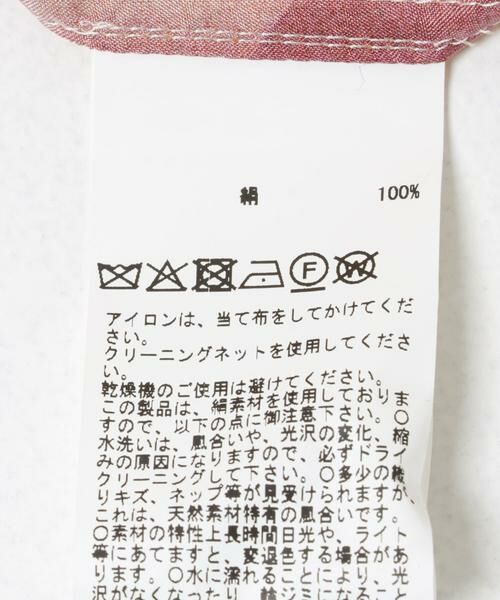 絹 100%
F W
アイロンは、当て布をしてかけてくだ
さい。
クリーニングネットを使用してくださ
い。
乾燥機のご使用は避けてください。
この製品は、絹素材を使用しておりま
すので、以下の点に御注意下さい。○
水洗いは、風合いや、光沢の変化、縮
みの原因になりますので、必ずドライ
クリーニングして下さい。○多少の織
りキズ、ネップ等が見受けられますが、
これは、天然素材特有の風合いです。
○素材の特性上長時間日光や、ライト
等にあてますと、変退色する場合があ
ります。○水に濡れることにより、光
沢がなくなったり、輪ジミになること